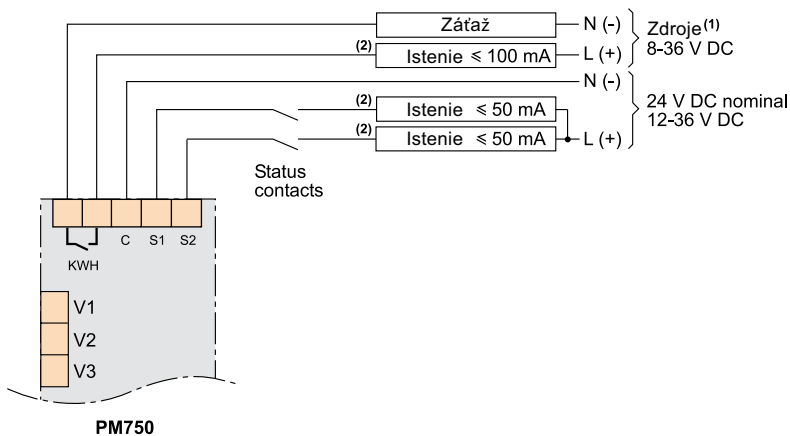 Záťaž N (-)
(2) Istenie ≤ 100 mA L (+)
Zdroje (1)
8-36 V DC
N (-)
(2) Istenie ≤ 50 mA
(2) Istenie ≤ 50 mA L (+)
24 V DC nominal
12-36 V DC
Status
contacts
C S1 S2
KWH
V1
V2
V3
PM750